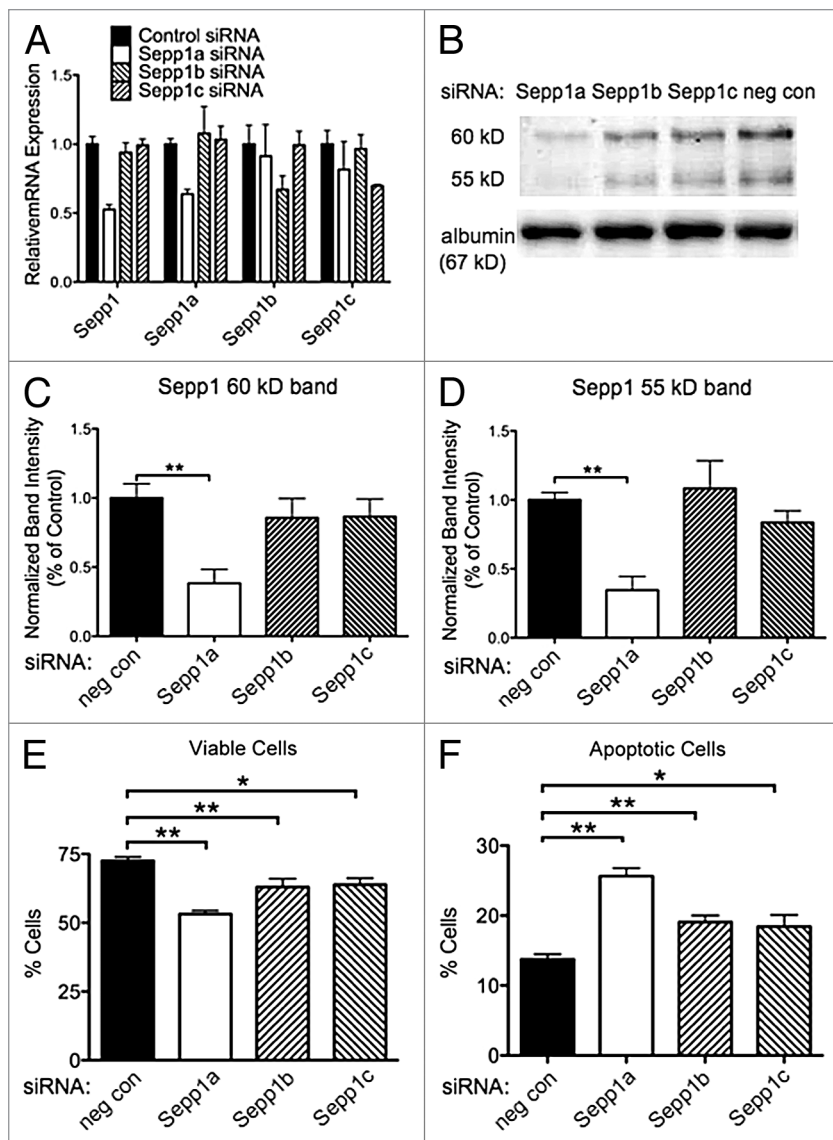 A
Control siRNA
Sepp1a siRNA
Sepp1b siRNA
Sepp1c siRNA
RelativemRNA Expression
1.5
1.0
0.5
0.0
Sepp1
Sepp1a
Sepp1b
Sepp1c
B
siRNA: Sepp1a Sepp1b Sepp1c neg con
60 kD
55 kD
albumin
(67 kD)
C
Sepp1 60 kD band
Normalized Band Intensity
(% of Control)
1.5
1.0
0.5
0.0
**
siRNA:
neg con
Sepp1a
Sepp1b
Sepp1c
D
Sepp1 55 kD band
Normalized Band Intensity
(% of Control)
1.5
1.0
0.5
0.0
**
siRNA:
neg con
Sepp1a
Sepp1b
Sepp1c
E
Viable Cells
% Cells
75
50
25
0
*
**
**
siRNA:
neg con
Sepp1a
Sepp1b
Sepp1c
F
Apoptotic Cells
% Cells
30
20
10
0
*
**
**
siRNA:
neg con
Sepp1a
Sepp1b
Sepp1c